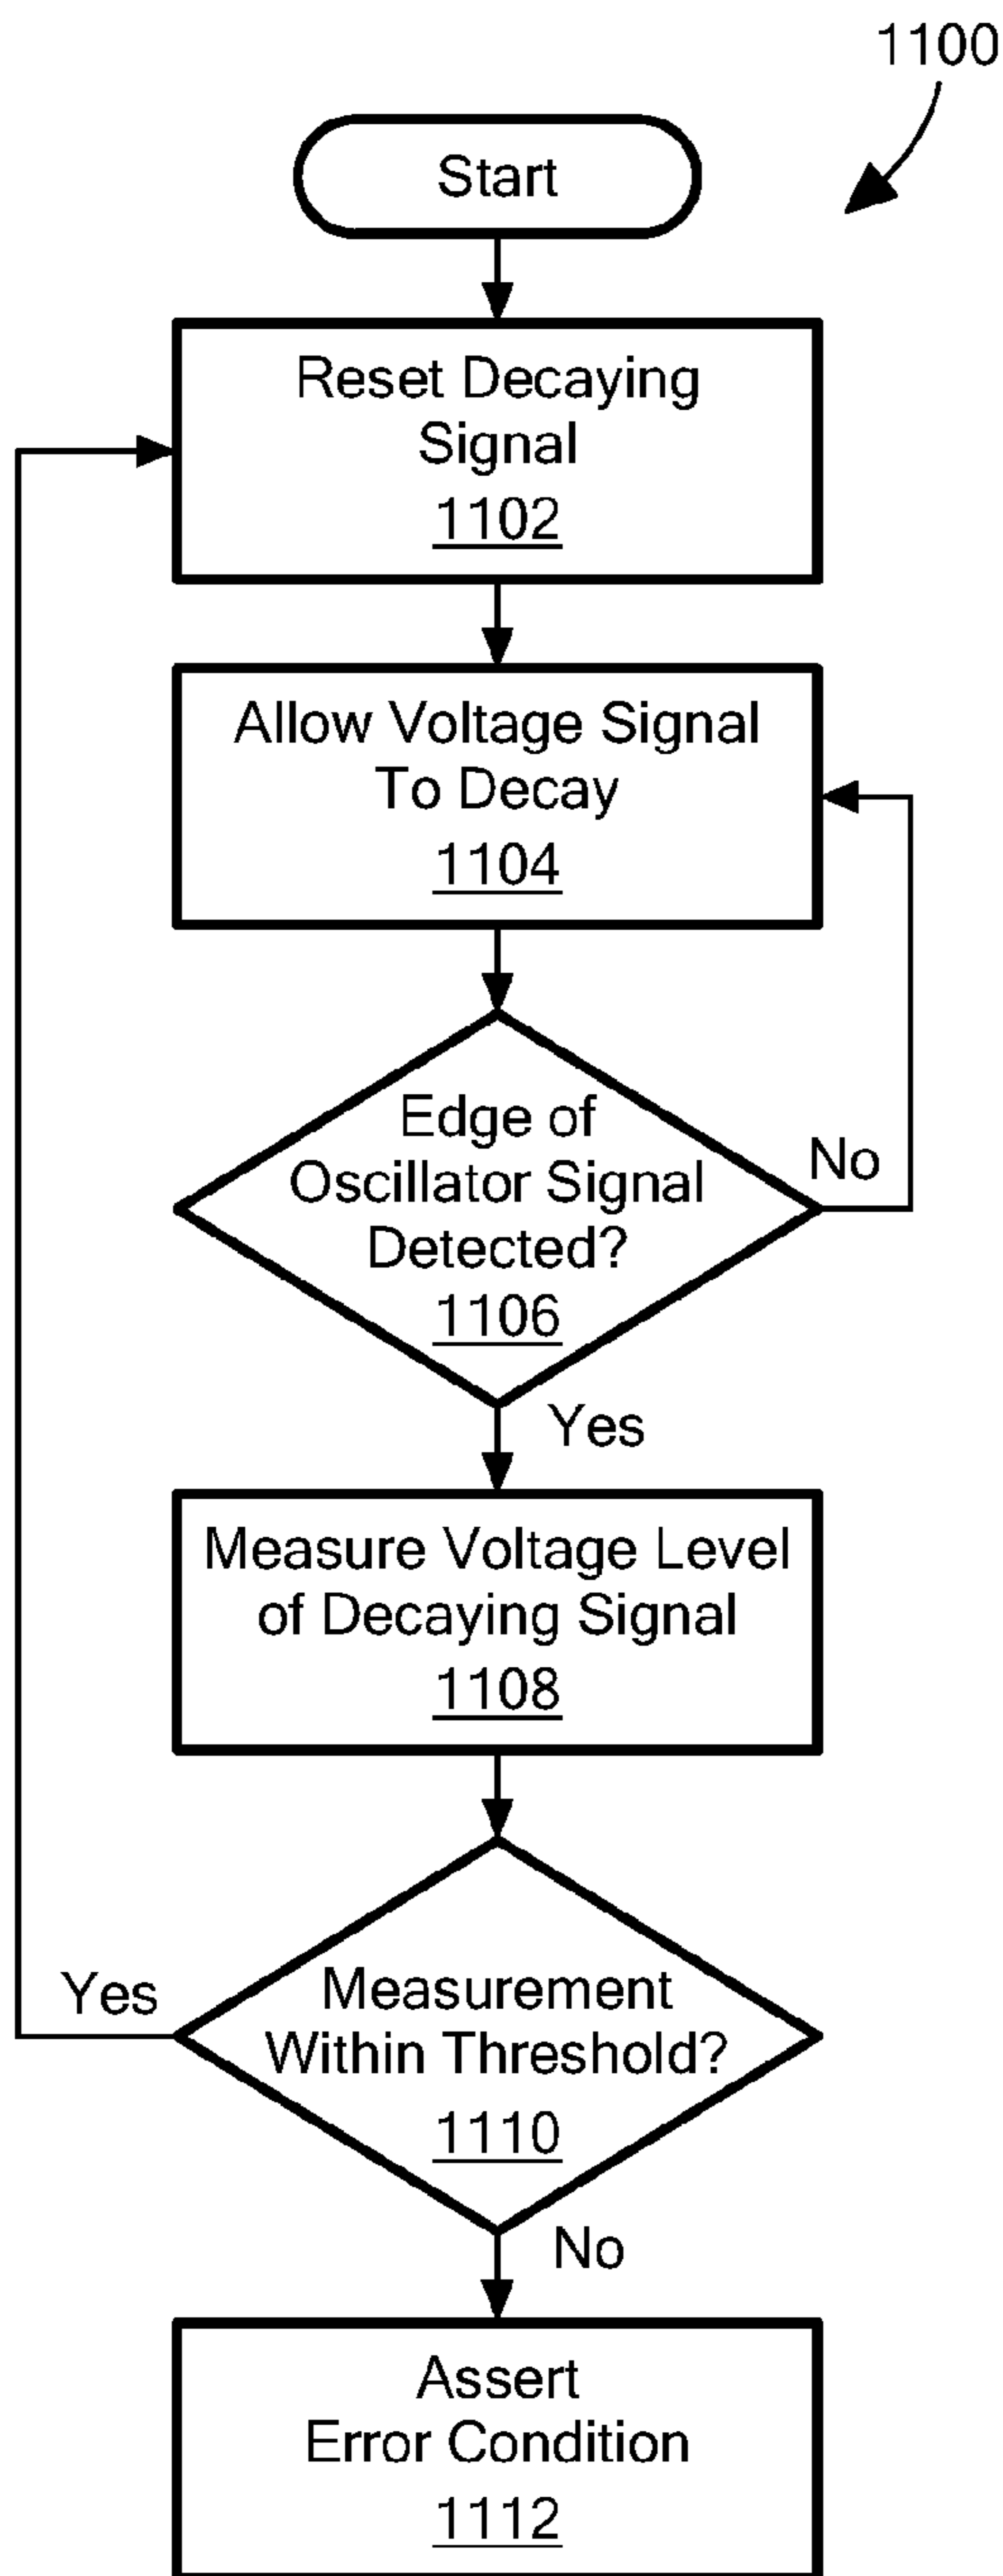 1100
Start
Reset Decaying
Signal
1102
Allow Voltage Signal
To Decay
1104
Edge of
Oscillator Signal
Detected?
1106
No
Yes
Measure Voltage Level
of Decaying Signal
1108
Measurement
Within Threshold?
1110
Yes
No
Assert
Error Condition
1112